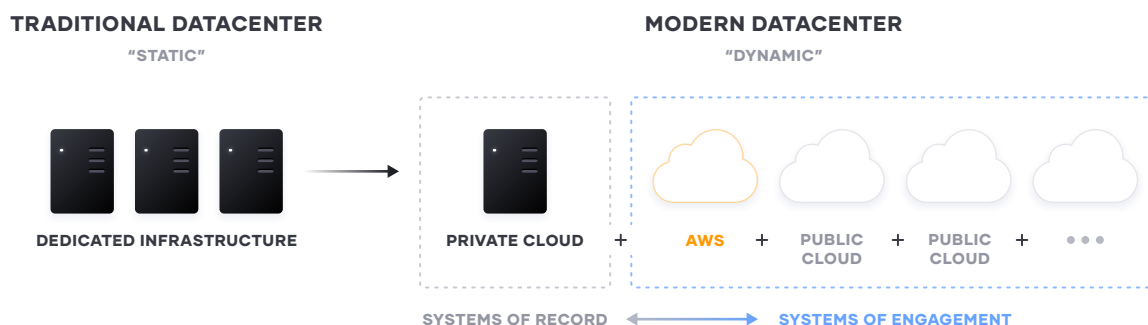 TRADITIONAL DATACENTER
“STATIC”
DEDICATED INFRASTRUCTURE
MODERN DATACENTER
“DYNAMIC”
PRIVATE CLOUD + AWS + PUBLIC CLOUD + PUBLIC CLOUD + •••
SYSTEMS OF RECORD
SYSTEMS OF ENGAGEMENT